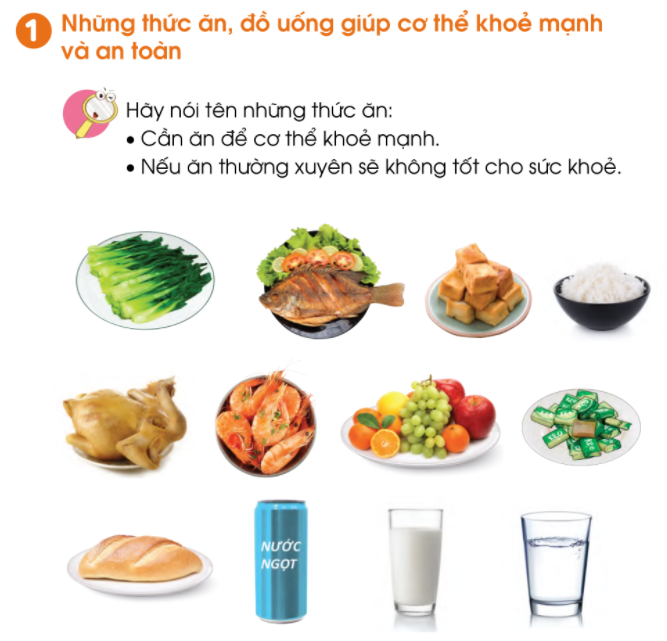 1 Những thức ăn, đồ uống giúp cơ thể khoẻ mạnh
và an toàn
Hãy nói tên những thức ăn:
• Cần ăn để cơ thể khoẻ mạnh.
• Nếu ăn thường xuyên sẽ không tốt cho sức khoẻ.
KẸO
NƯỚC
NGỌT